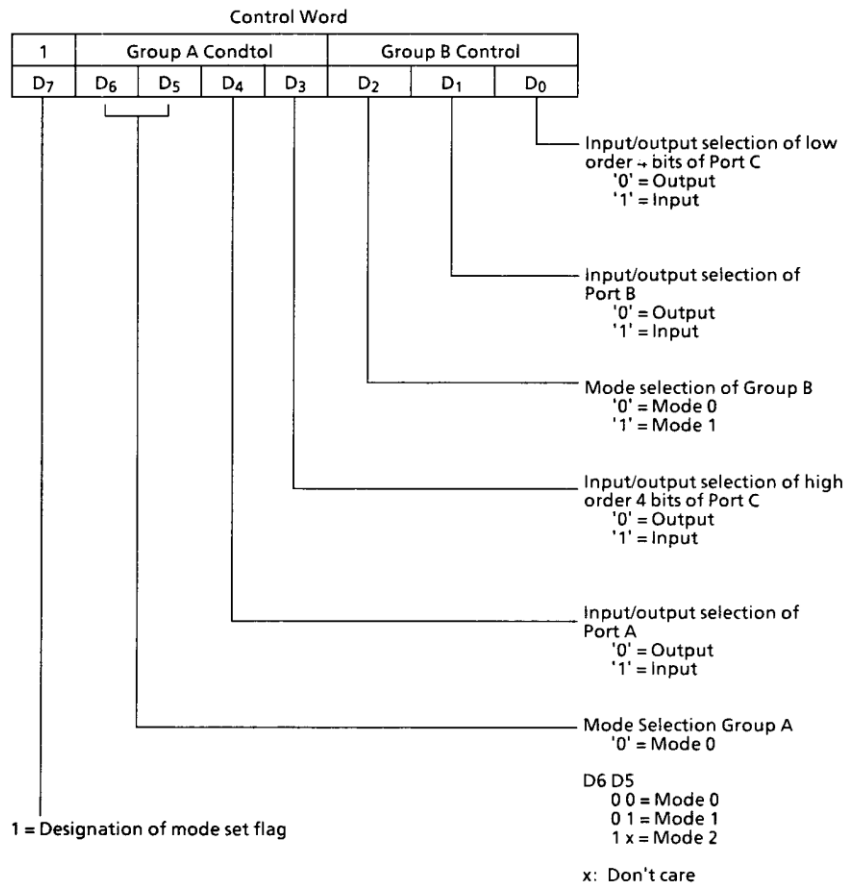 Control Word
1 Group A Condtol Group B Control
D7 D6 D5 D4 D3 D2 D1 D0
Input/output selection of low
order bits of Port C
'0' = Output
'1' = Input
Input/output selection of
Port B
'0' = Output
'1' = Input
Mode selection of Group B
'0' = Mode 0
'1' = Mode 1
Input/output selection of high
order 4 bits of Port C
'0' = Output
'1' = Input
Input/output selection of
Port A
'0' = Output
'1' = Input
Mode Selection Group A
'0' = Mode 0
D6 D5
0 0 = Mode 0
0 1 = Mode 1
1 x = Mode 2
x: Don't care
1 = Designation of mode set flag